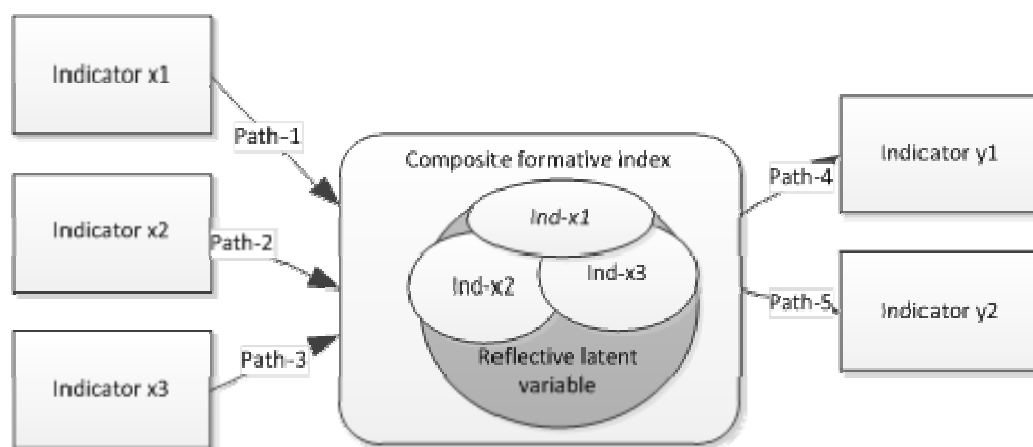 Indicator x1
Path-1
Indicator x2
Path-2
Indicator x3
Path-3
Composite formative index
Ind-x1
Ind-x2
Ind-x3
Reflective latent
variable
Path-4
Indicator y1
Path-5
Indicator y2